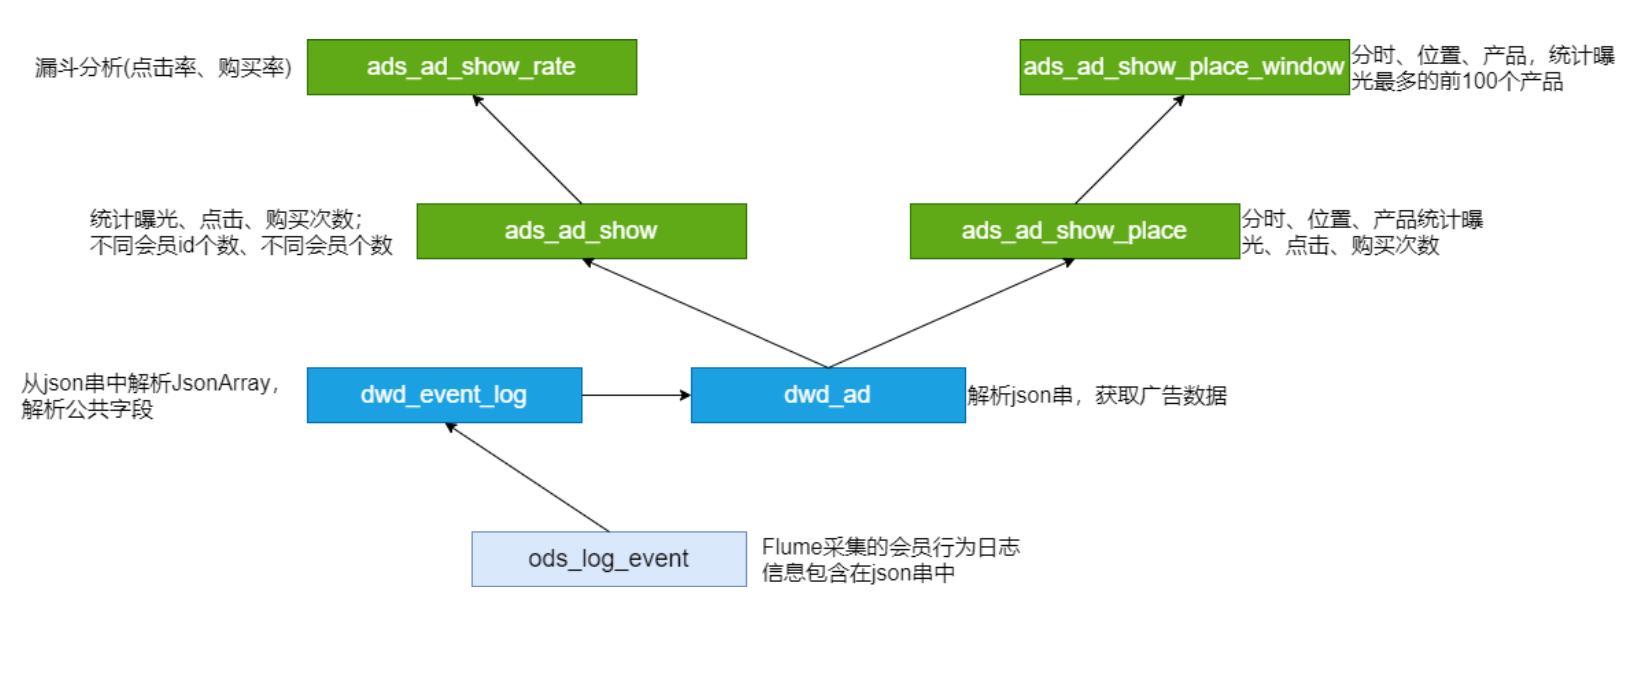 漏斗分析(点击率、购买率)
ads_ad_show_rate
ads_ad_show_place_window
分时、位置、产品，统计曝
光最多的前100个产品
统计曝光、点击、购买次数；
不同会员id个数、不同会员个数
ads_ad_show
ads_ad_show_place
分时、位置、产品统计曝
光、点击、购买次数
从json串中解析JsonArray，
解析公共字段
dwd_event_log
dwd_ad
解析json串，获取广告数据
ods_log_event
Flume采集的会员行为日志
信息包含在json串中